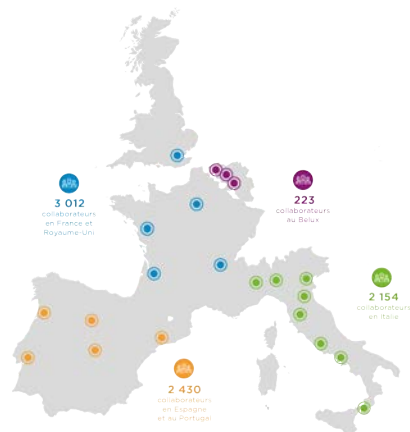 3 012
collaborateurs
en France et
Royaume-Uni
223
collaborateurs
au Belux
2 154
collaborateurs
en Italie
2 430
collaborateurs
en Espagne
et au Portugal